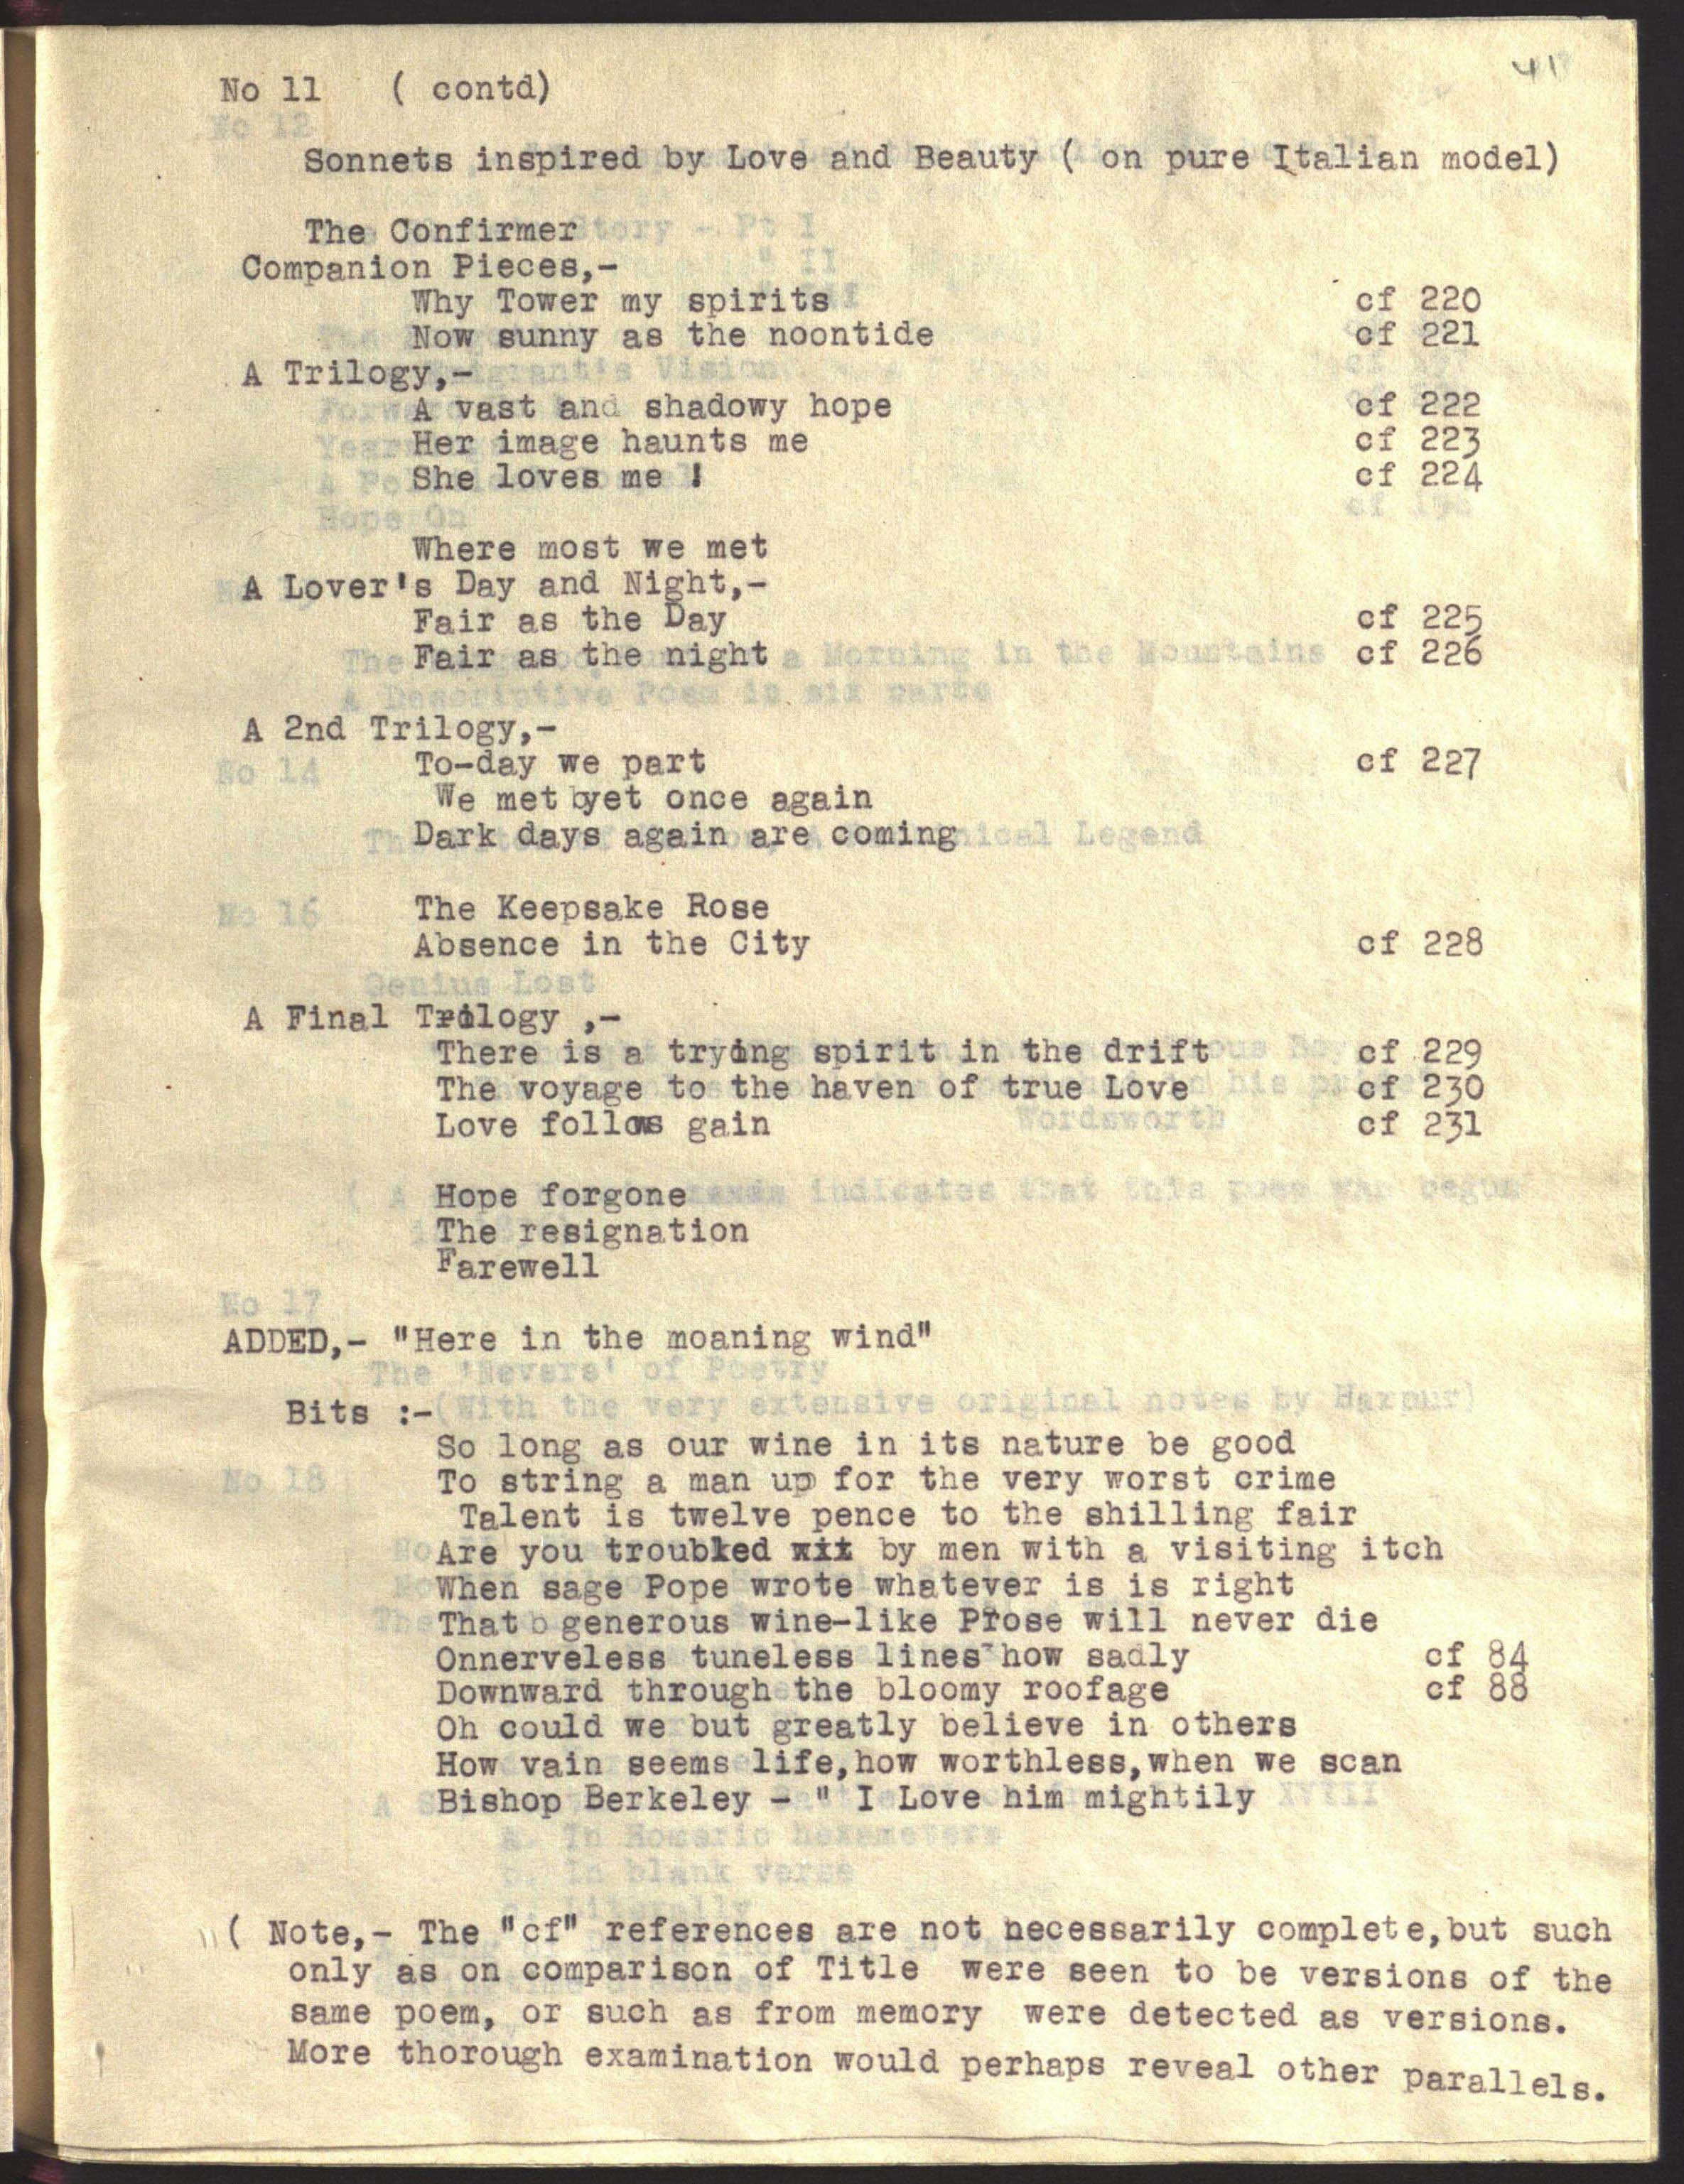 41
No 11 ( contd)
Sonnets inspired by Love and Beauty ( on pure Italian model)
The Confirmer
Companion Pieces,-
Why Tower my spirits cf 220
Now sunny as the noontide cf 221
A Trilogy,-
A vast and shadowy hope cf 222
Her image haunts me cf 223
She loves me ! cf 224
Where most we met
A Lover's Day and Night,-
Fair as the Day cf 225
Fair as the night cf 226
A 2nd Trilogy,-
To-day we part cf 227
We met yet once again
Dark days again are coming
The Keepsake Rose
Absence in the City cf 228
A Final Trilogy ,-
There is a trying spirit in the drift cf 229
The voyage to the haven of true Love cf 230
Love follows gain cf 231
Hope forgone
The resignation
Farewell
ADDED,- "Here in the moaning wind"
Bits :-
So long as our wine in its nature be good
To string a man up for the very worst crime
Talent is twelve pence to the shilling fair
Are you troubled xit by men with a visiting itch
When sage Pope wrote whatever is is right
That generous wine-like Prose will never die
Onnerveless tuneless lines how sadly cf 84
Downward through the bloomy roofage cf 88
Oh could we but greatly believe in others
How vain seems life,how worthless,when we scan
Bishop Berkeley - " I Love him mightily
( Note,- The "cf" references are not necessarily complete,but such
only as on comparison of Title were seen to be versions of the
same poem, or such as from memory were detected as versions.
More thorough examination would perhaps reveal other parallels.